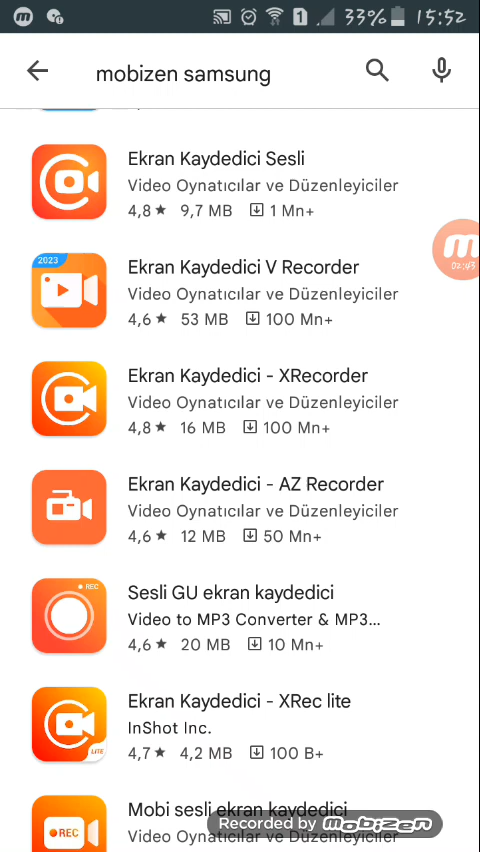 1 33% 15:52
mobizen samsung
Ekran Kaydedici Sesli
Video Oynatıcılar ve Düzenleyiciler
4,8 ★ 9,7 MB 1 Mn+
2023
Ekran Kaydedici V Recorder
Video Oynatıcılar ve Düzenleyiciler
4,6 ★ 53 MB 100 Mn+
02:43
Ekran Kaydedici - XRecorder
Video Oynatıcılar ve Düzenleyiciler
4,8 ★ 16 MB 100 Mn+
Ekran Kaydedici - AZ Recorder
Video Oynatıcılar ve Düzenleyiciler
4,6 ★ 12 MB 50 Mn+
REC
Sesli GU ekran kaydedici
Video to MP3 Converter & MP3...
4,6 ★ 20 MB 10 Mn+
Ekran Kaydedici - XRec lite
InShot Inc.
LITE
4,7 ★ 4,2 MB 100 B+
Mobi sesli ekran kaydedici
REC
Video Oynatıcılar ve Düzenleyiciler
Recorded by mobizen